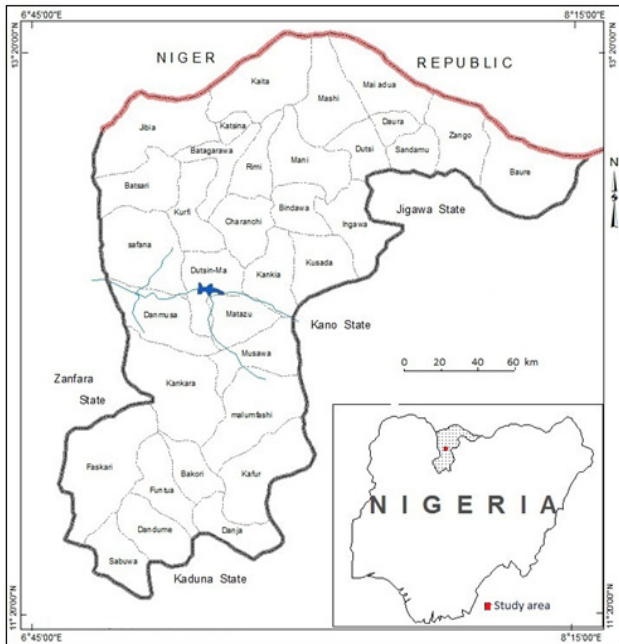 6°45'00"E
8°15'00"E
13°20'00"N
13°20'00"N
NIGER REPUBLIC
Kaita
Mashi
Mai adua
Jibia
Katsina
Daura
Zango
Batagarawa
Rimi
Mani
Dutsi
Sandamu
Baure
Batsari
Kurfi
Charanchi
Bindawa
Ingawa
Jigawa State
N
safana
Dutsin-Ma
Kankia
Kusada
Danmusa
Matazu
Kano State
Musawa
Zanfara
State
Kankara
malumfashi
0 20 40 60 km
Faskari
Bakori
Kafur
Funtua
Dandume
Danja
Sabuwa
Kaduna State
NIGERIA
Study area
11°20'00"N
11°20'00"N
6°45'00"E
8°15'00"E